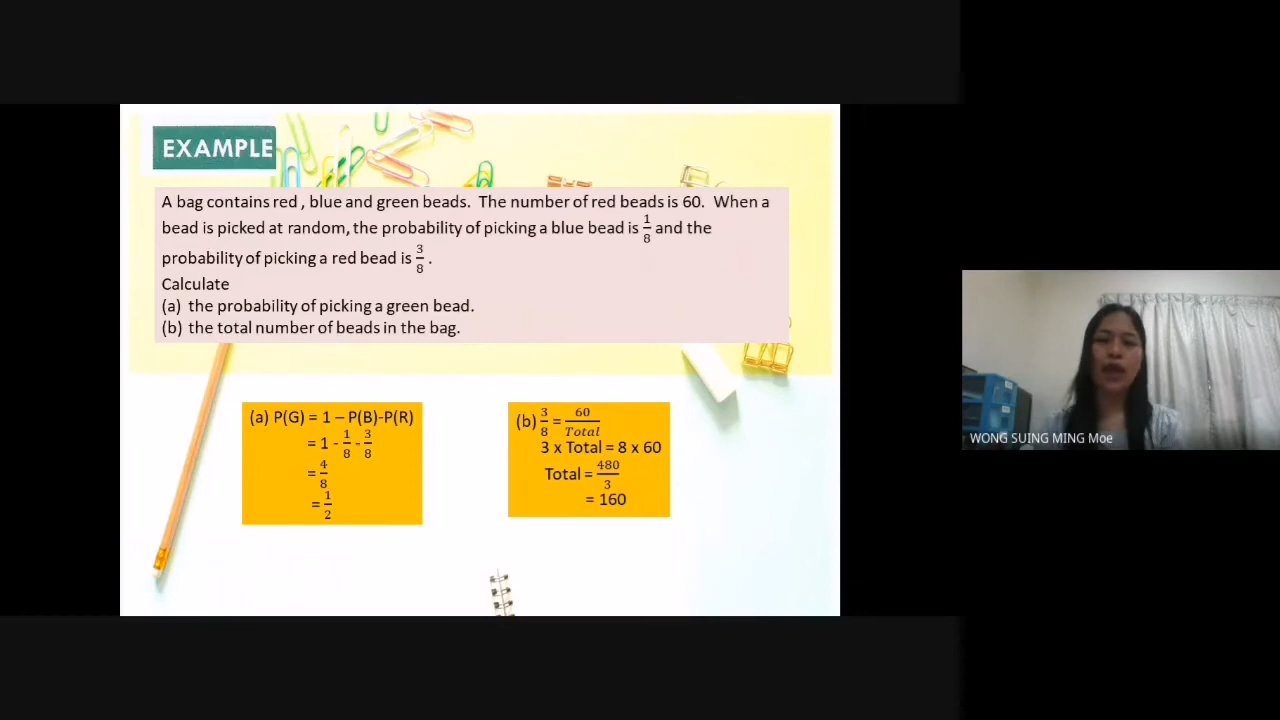 EXAMPLE
A bag contains red , blue and green beads. The number of red beads is 60. When a
bead is picked at random, the probability of picking a blue bead is 1/8 and the
probability of picking a red bead is 3/8 .
Calculate
(a) the probability of picking a green bead.
(b) the total number of beads in the bag.
(a) P(G) = 1 – P(B)-P(R)
= 1 - 1/8 - 3/8
= 4/8
= 1/2
(b) 3/8 = 60/Total
3 x Total = 8 x 60
Total = 480/3
= 160
WONG SUING MING Moe